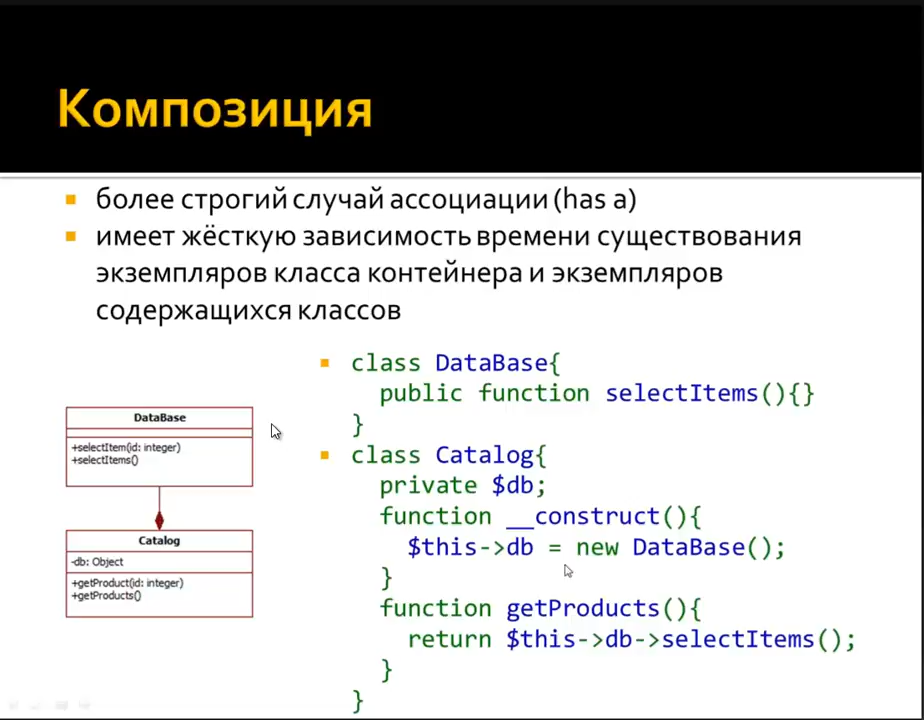 Композиция
более строгий случай ассоциации (has a)
имеет жёсткую зависимость времени существования
экземпляров класса контейнера и экземпляров
содержащихся классов
class DataBase{
public function selectItems(){}
}
class Catalog{
private $db;
function __construct(){
$this->db = new DataBase();
}
function getProducts(){
return $this->db->selectItems();
}
}
DataBase
+selectItem(id: integer)
+selectItems()
Catalog
-db: Object
+getProduct(id: integer)
+getProducts()